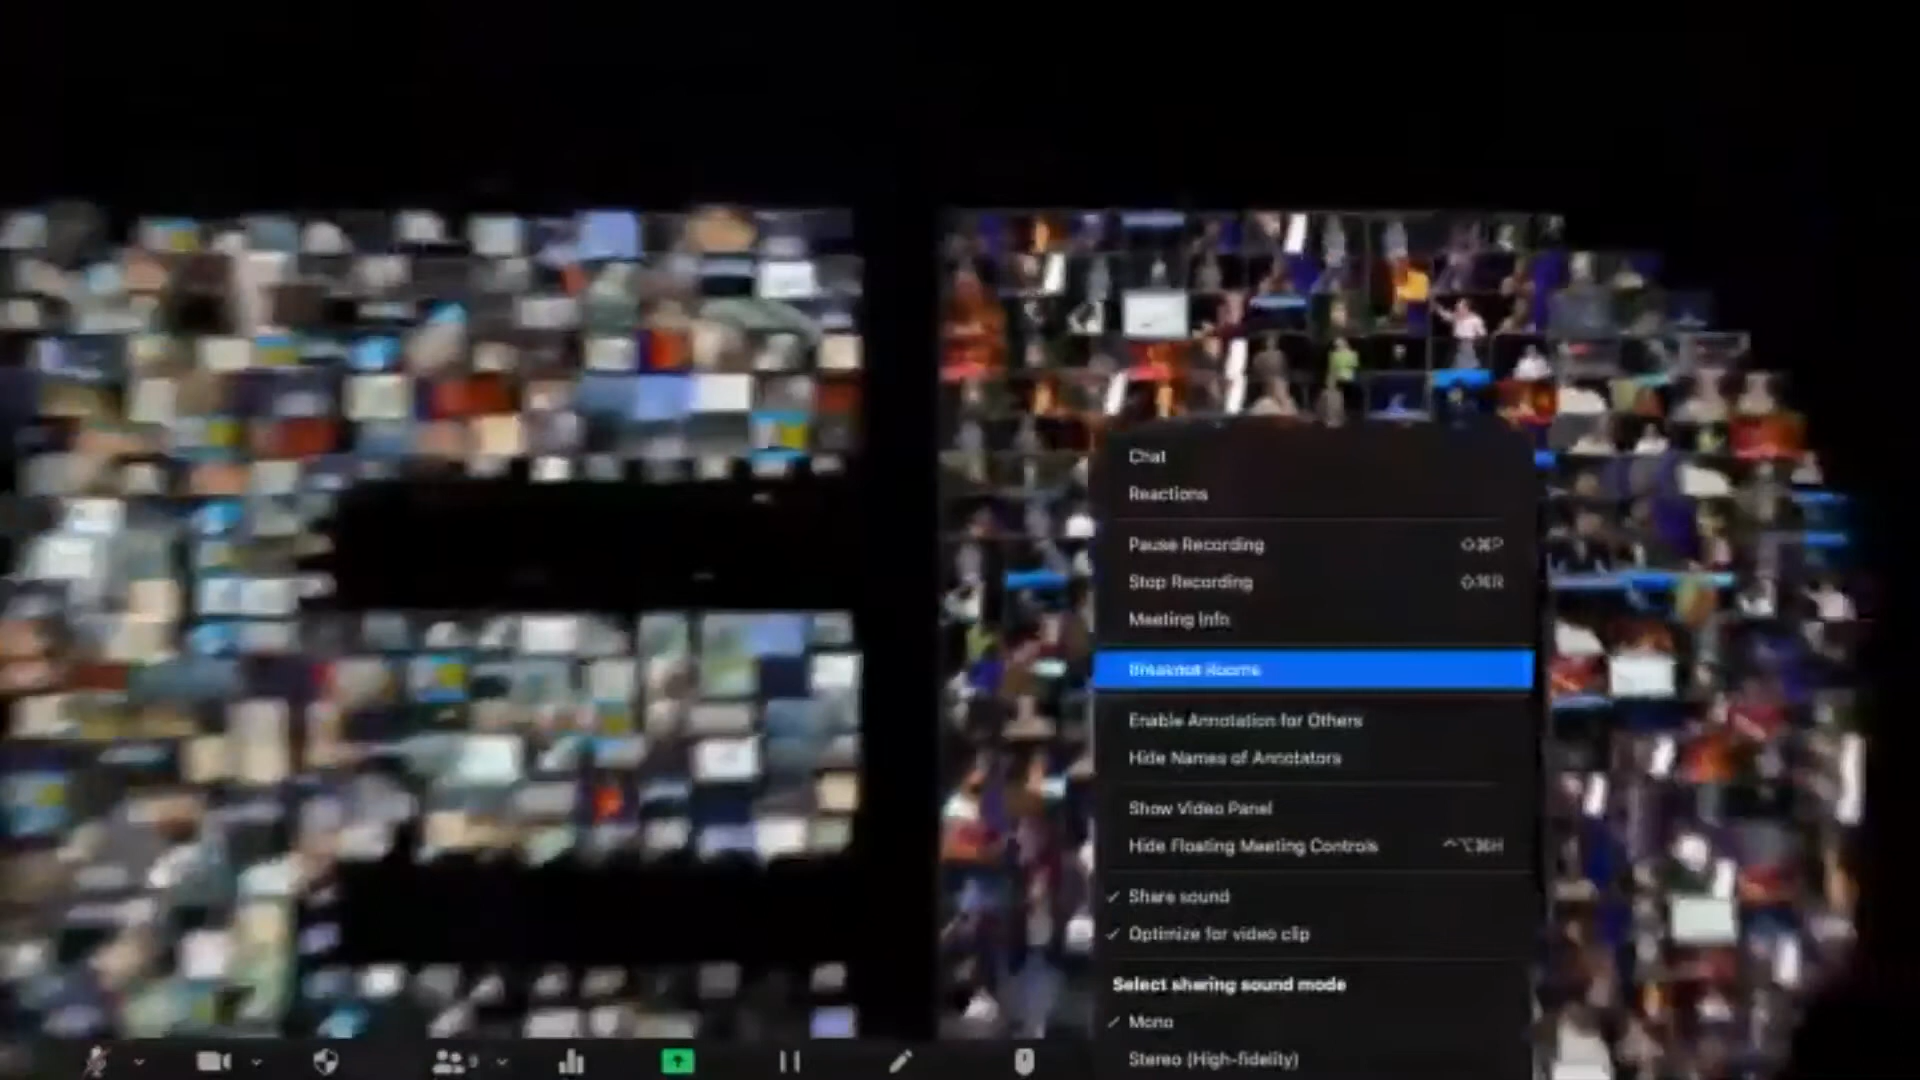 Chat
Reactions
Pause Recording ⇧⌘P
Stop Recording ⇧⌘R
Meeting Info
Breakout Rooms
Enable Annotation for Others
Hide Names of Annotators
Show Video Panel
Hide Floating Meeting Controls ^⌥⌘H
✓ Share sound
✓ Optimize for video clip
Select sharing sound mode
✓ Mono
Stereo (High-fidelity)
9